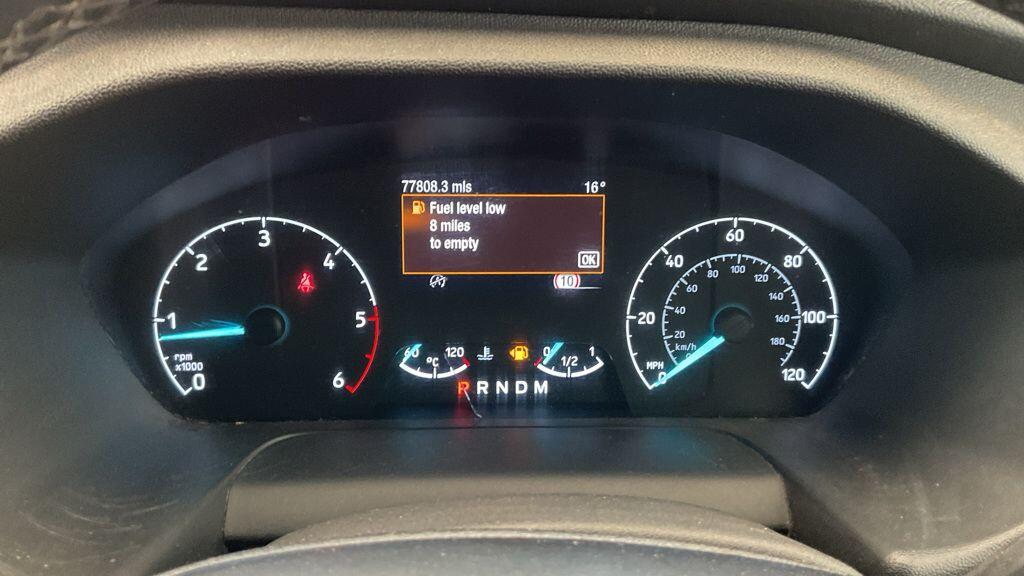 77808.3 mls 16°
Fuel level low
8 miles
to empty
OK
10
0 1 2 3 4 5 6
rpm
x1000
60 °C 120
0 1/2 1
P R N D M
0 20 40 60 80 100 120
MPH
0 20 40 60 80 100 120 140 160 180
km/h